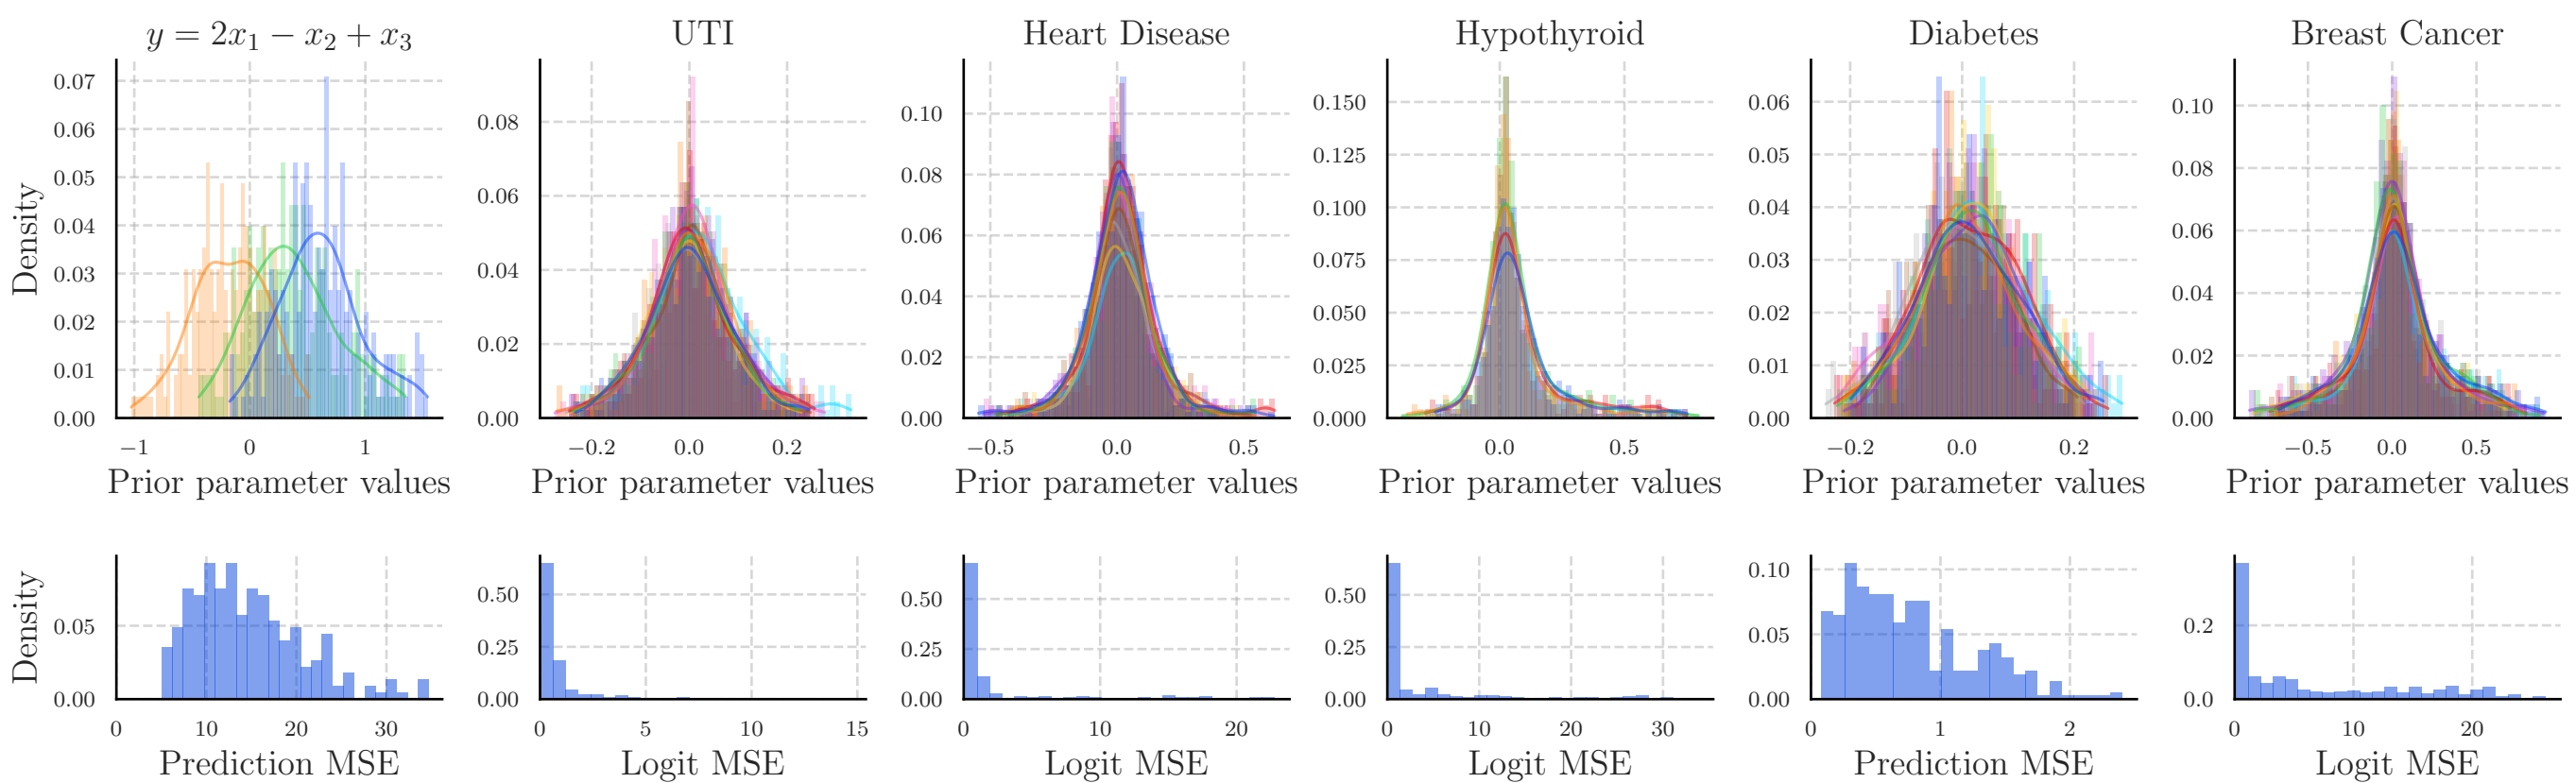 y = 2x₁ − x₂ + x₃
UTI
Heart Disease
Hypothyroid
Diabetes
Breast Cancer
Density
0.07
0.06
0.05
0.04
0.03
0.02
0.01
0.00
−1 0 1
Prior parameter values
0.08
0.06
0.04
0.02
0.00
−0.2 0.0 0.2
Prior parameter values
0.10
0.08
0.06
0.04
0.02
0.00
−0.5 0.0 0.5
Prior parameter values
0.150
0.125
0.100
0.075
0.050
0.025
0.000
0.0 0.5
Prior parameter values
0.06
0.05
0.04
0.03
0.02
0.01
0.00
−0.2 0.0 0.2
Prior parameter values
0.10
0.08
0.06
0.04
0.02
0.00
−0.5 0.0 0.5
Prior parameter values
Density
0.05
0.00
0 10 20 30
Prediction MSE
0.50
0.25
0.00
0 5 10 15
Logit MSE
0.50
0.25
0.00
0 10 20
Logit MSE
0.50
0.25
0.00
0 10 20 30
Logit MSE
0.10
0.05
0.00
0 1 2
Prediction MSE
0.2
0.0
0 10 20
Logit MSE